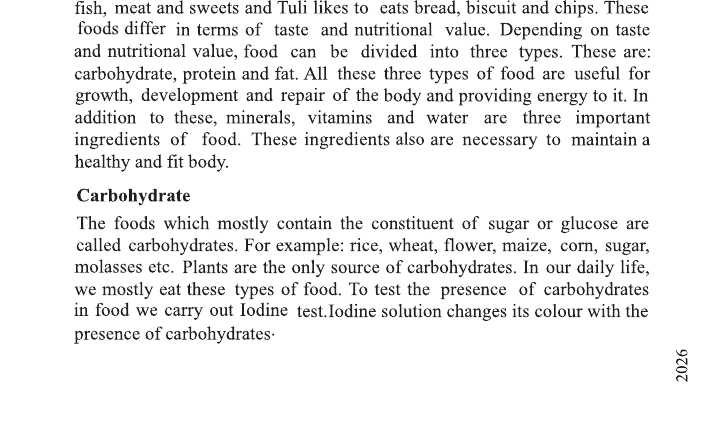 fish, meat and sweets and Tuli likes to eats bread, biscuit and chips. These
foods differ in terms of taste and nutritional value. Depending on taste
and nutritional value, food can be divided into three types. These are:
carbohydrate, protein and fat. All these three types of food are useful for
growth, development and repair of the body and providing energy to it. In
addition to these, minerals, vitamins and water are three important
ingredients of food. These ingredients also are necessary to maintain a
healthy and fit body.
Carbohydrate
The foods which mostly contain the constituent of sugar or glucose are
called carbohydrates. For example: rice, wheat, flower, maize, corn, sugar,
molasses etc. Plants are the only source of carbohydrates. In our daily life,
we mostly eat these types of food. To test the presence of carbohydrates
in food we carry out Iodine test.Iodine solution changes its colour with the
presence of carbohydrates·
2026